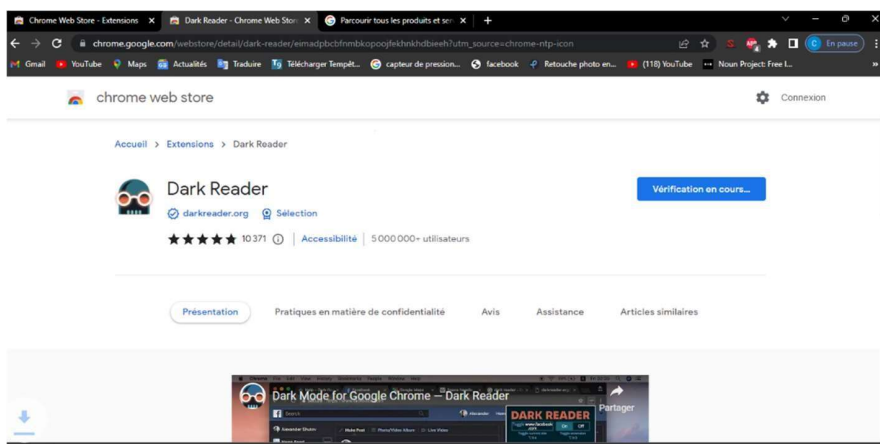 Chrome Web Store - Extensions
Dark Reader - Chrome Web Stor
Parcourir tous les produits et ser
chrome.google.com/webstore/detail/dark-reader/eimadpbcbfnmbkopoojfekhnkhdbieeh?utm_source=chrome-ntp-icon
En pause
Gmail YouTube Maps Actualités Traduire Télécharger Tempêt... capteur de pression... facebook Retouche photo en... (118) YouTube Noun Project: Free I...
chrome web store
Connexion
Accueil > Extensions > Dark Reader
Dark Reader
Vérification en cours...
darkreader.org Sélection
10 371 Accessibilité 5 000 000+ utilisateurs
Présentation Pratiques en matière de confidentialité Avis Assistance Articles similaires
Dark Mode for Google Chrome — Dark Reader
Partager
DARK READER